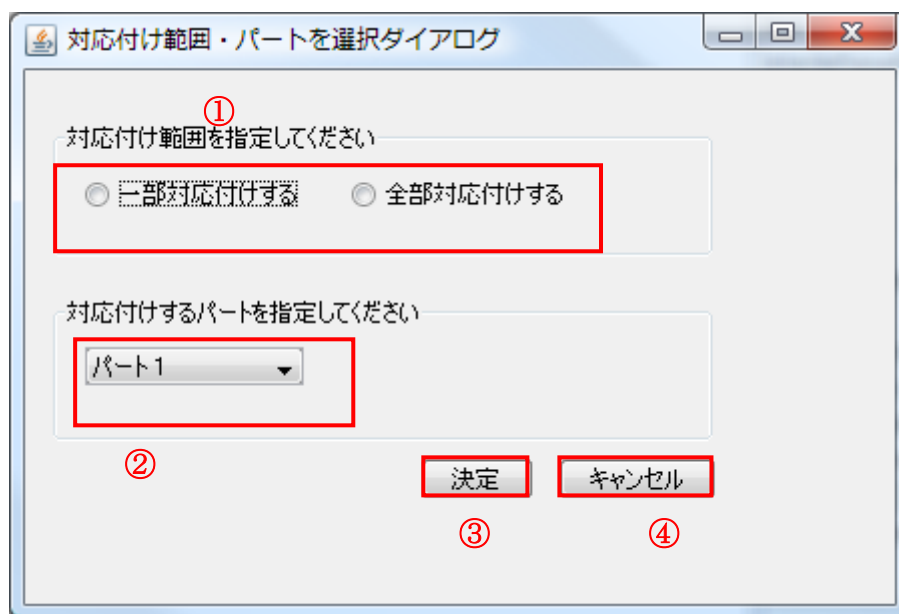 対応付け範囲・パートを選択ダイアログ
①
対応付け範囲を指定してください
一部対応付けする 全部対応付けする
対応付けするパートを指定してください
パート1
②
決定 キャンセル
③ ④